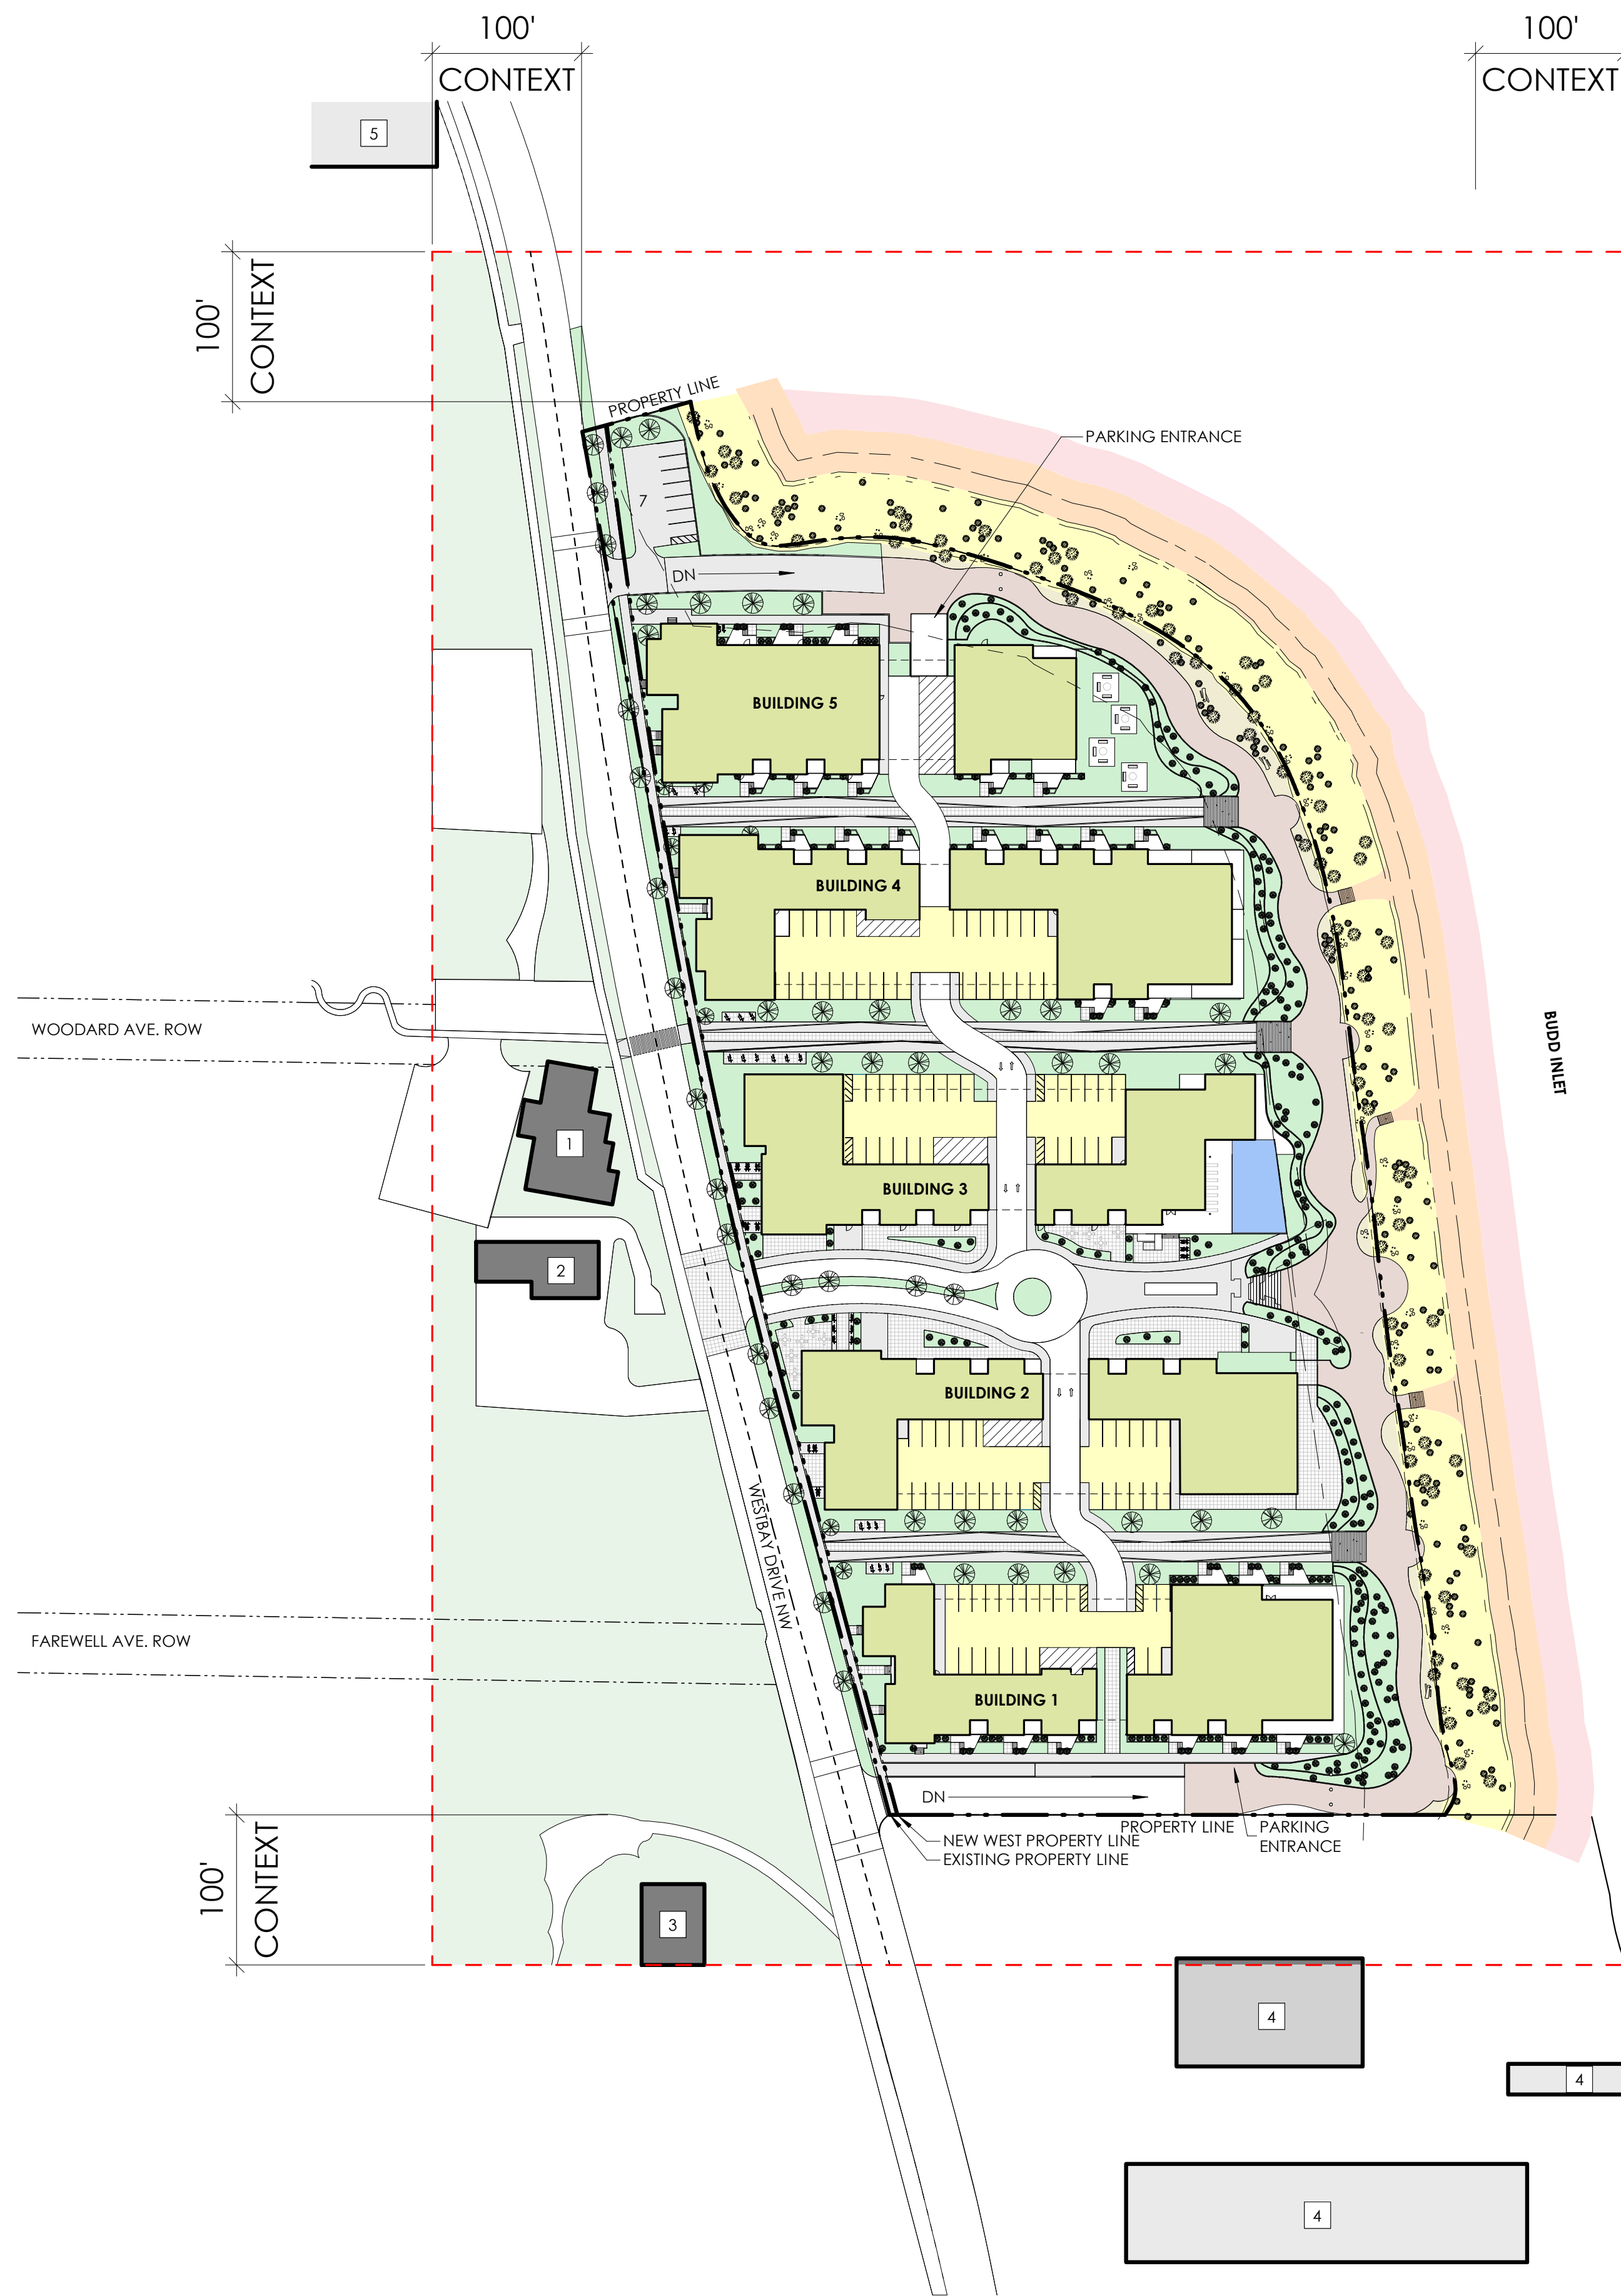 100'
100'
CONTEXT
CONTEXT
5
100'
CONTEXT
PROPERTY LINE
PARKING ENTRANCE
7
DN
BUILDING 5
BUILDING 4
WOODARD AVE. ROW
BUDD INLET
1
BUILDING 3
2
BUILDING 2
WESTBAY DRIVE NW
FAREWELL AVE. ROW
BUILDING 1
DN
PROPERTY LINE
PARKING
ENTRANCE
NEW WEST PROPERTY LINE
EXISTING PROPERTY LINE
100'
CONTEXT
3
4
4
4